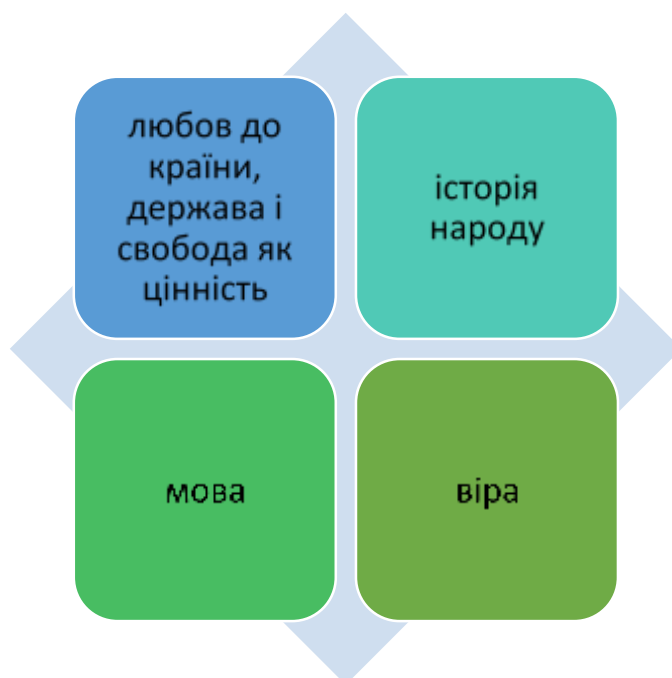 любов до
країни,
держава і
свобода як
цінність
історія
народу
мова
віра